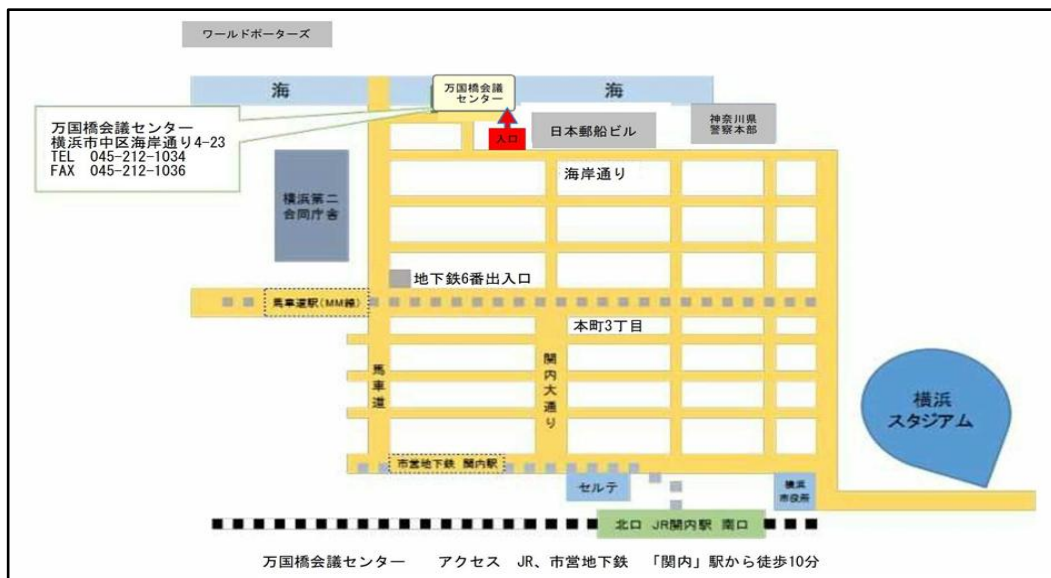 ワールドポーターズ
海
万国橋会議
センター
海
万国橋会議センター
横浜市中区海岸通り4-23
TEL 045-212-1034
FAX 045-212-1036
入口
日本郵船ビル
神奈川県
警察本部
海岸通り
横浜第二
合同庁舎
地下鉄6番出入口
馬車道駅(MM線)
本町3丁目
馬車道
関内大通り
横浜
スタジアム
市営地下鉄 関内駅
セルテ
横浜
市役所
北口 JR関内駅 南口
万国橋会議センター アクセス JR、市営地下鉄 「関内」駅から徒歩10分